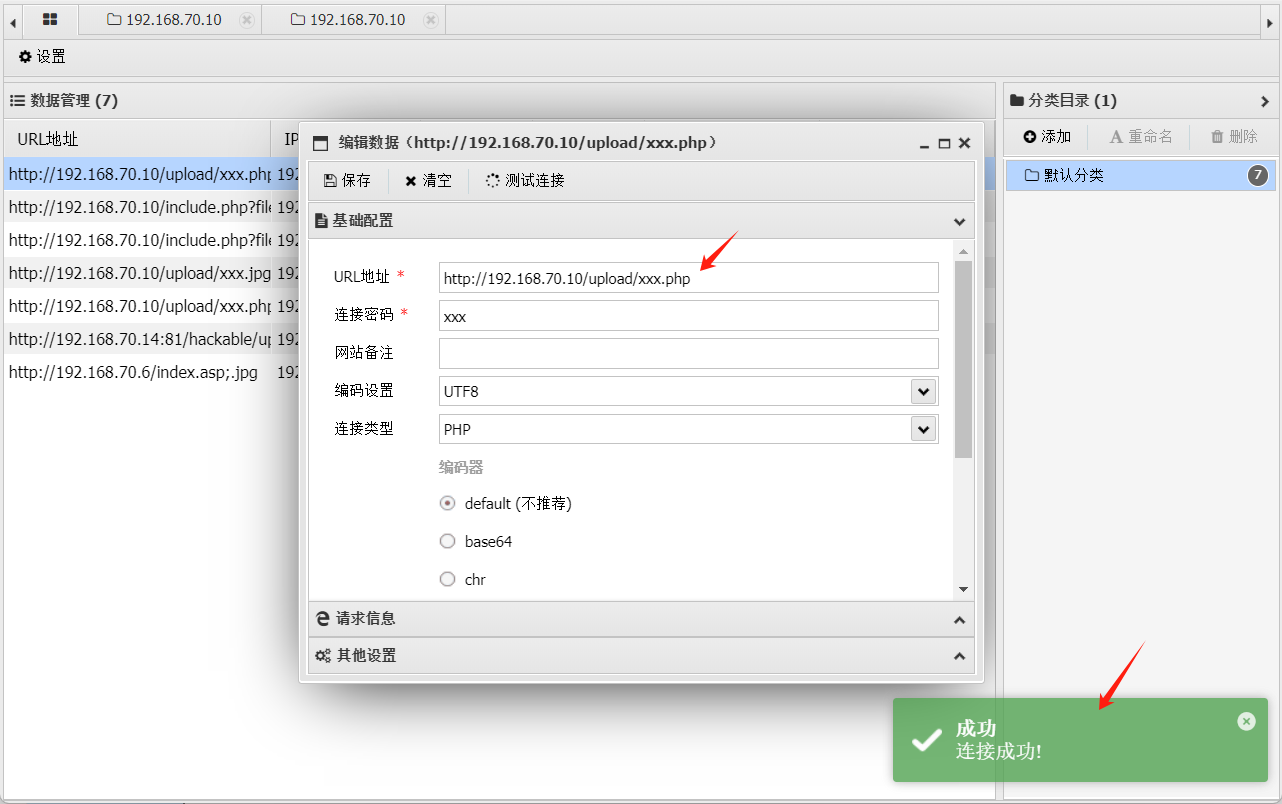 192.168.70.10
192.168.70.10
设置
数据管理 (7)
分类目录 (1)
URL地址
IP
添加
重命名
删除
默认分类
7
http://192.168.70.10/upload/xxx.php
192
http://192.168.70.10/include.php?file
192
http://192.168.70.10/include.php?file
192
http://192.168.70.10/upload/xxx.jpg
192
http://192.168.70.10/upload/xxx.php
192
http://192.168.70.14:81/hackable/up
192
http://192.168.70.6/index.asp;.jpg
192
编辑数据（http://192.168.70.10/upload/xxx.php）
保存
清空
测试连接
基础配置
URL地址 *
http://192.168.70.10/upload/xxx.php
连接密码 *
xxx
网站备注
编码设置
UTF8
连接类型
PHP
编码器
default (不推荐)
base64
chr
请求信息
其他设置
成功
连接成功!